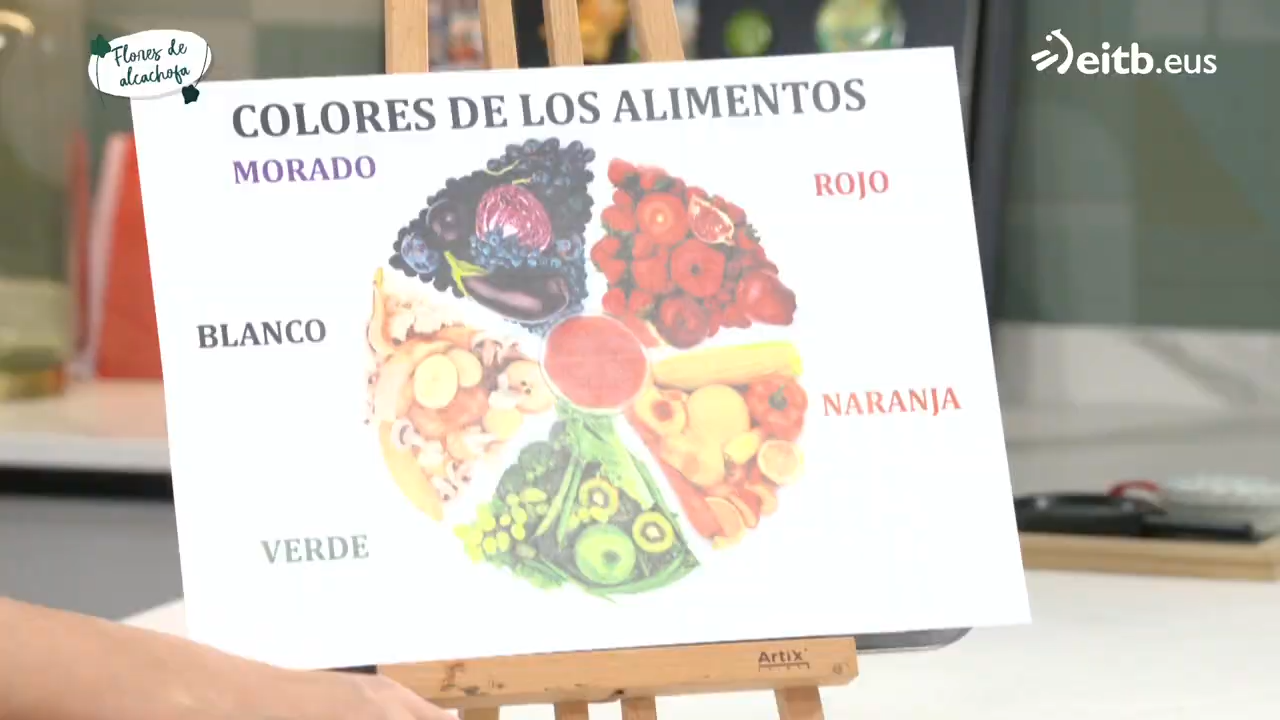 Flores de
alcachofa
eitb.eus
COLORES DE LOS ALIMENTOS
MORADO
ROJO
BLANCO
NARANJA
VERDE
Artix